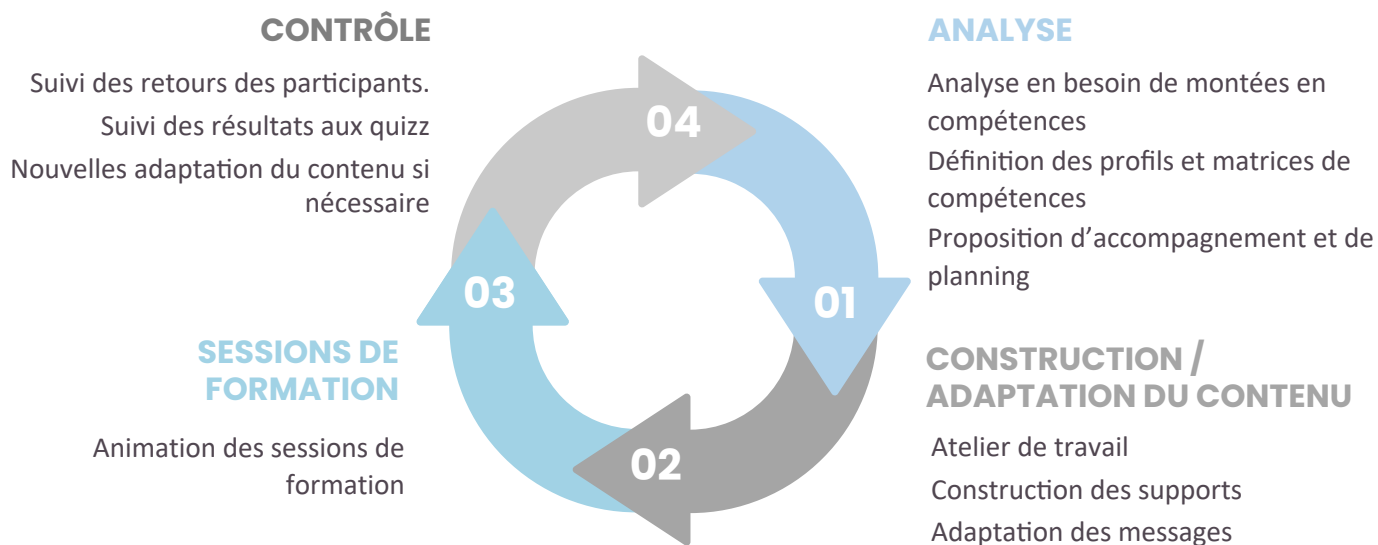 CONTRÔLE
Suivi des retours des participants.
Suivi des résultats aux quizz
Nouvelles adaptation du contenu si
nécessaire
04
ANALYSE
Analyse en besoin de montées en
compétences
Définition des profils et matrices de
compétences
Proposition d’accompagnement et de
planning
01
03
SESSIONS DE
FORMATION
Animation des sessions de
formation
02
CONSTRUCTION /
ADAPTATION DU CONTENU
Atelier de travail
Construction des supports
Adaptation des messages